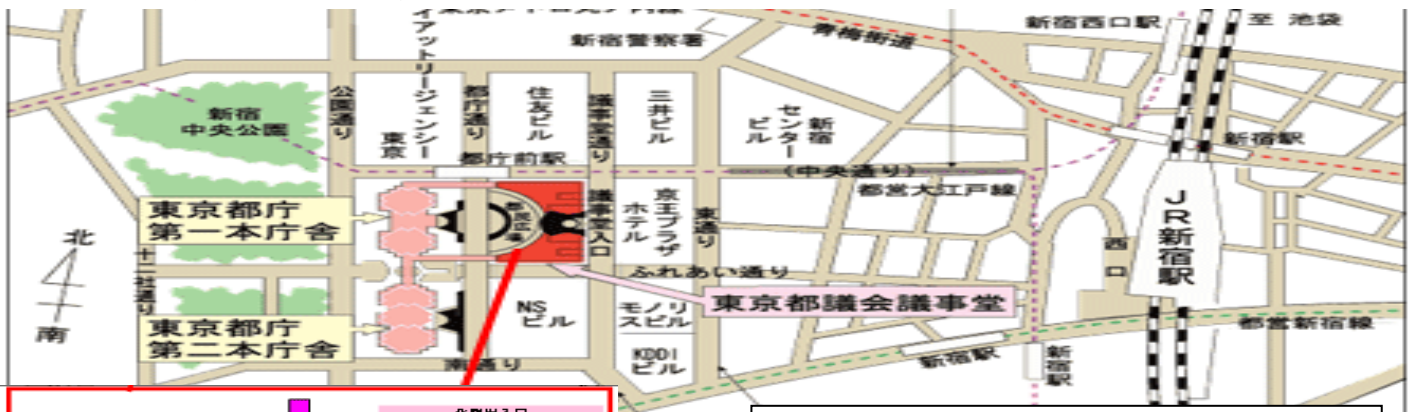 新宿西口駅
至 池袋
新宿警察署
青梅街道
新宿
中央公園
公園通り
イアットリージェンシー
東京
都庁通り
住友ビル
議事堂通り
三井ビル
新宿
センター
ビル
新宿駅
都庁前駅
(中央通り)
都営大江戸線
東京都庁
第一本庁舎
都民広場
議事堂入口
京王プラザ
ホテル
東通り
西口
JR新宿駅
北
南
十二社通り
ふれあい通り
東京都議会議事堂
NS
ビル
モノリ
スビル
東京都庁
第二本庁舎
KDDI
ビル
南通り
都営新宿線
新宿駅
新宿駅